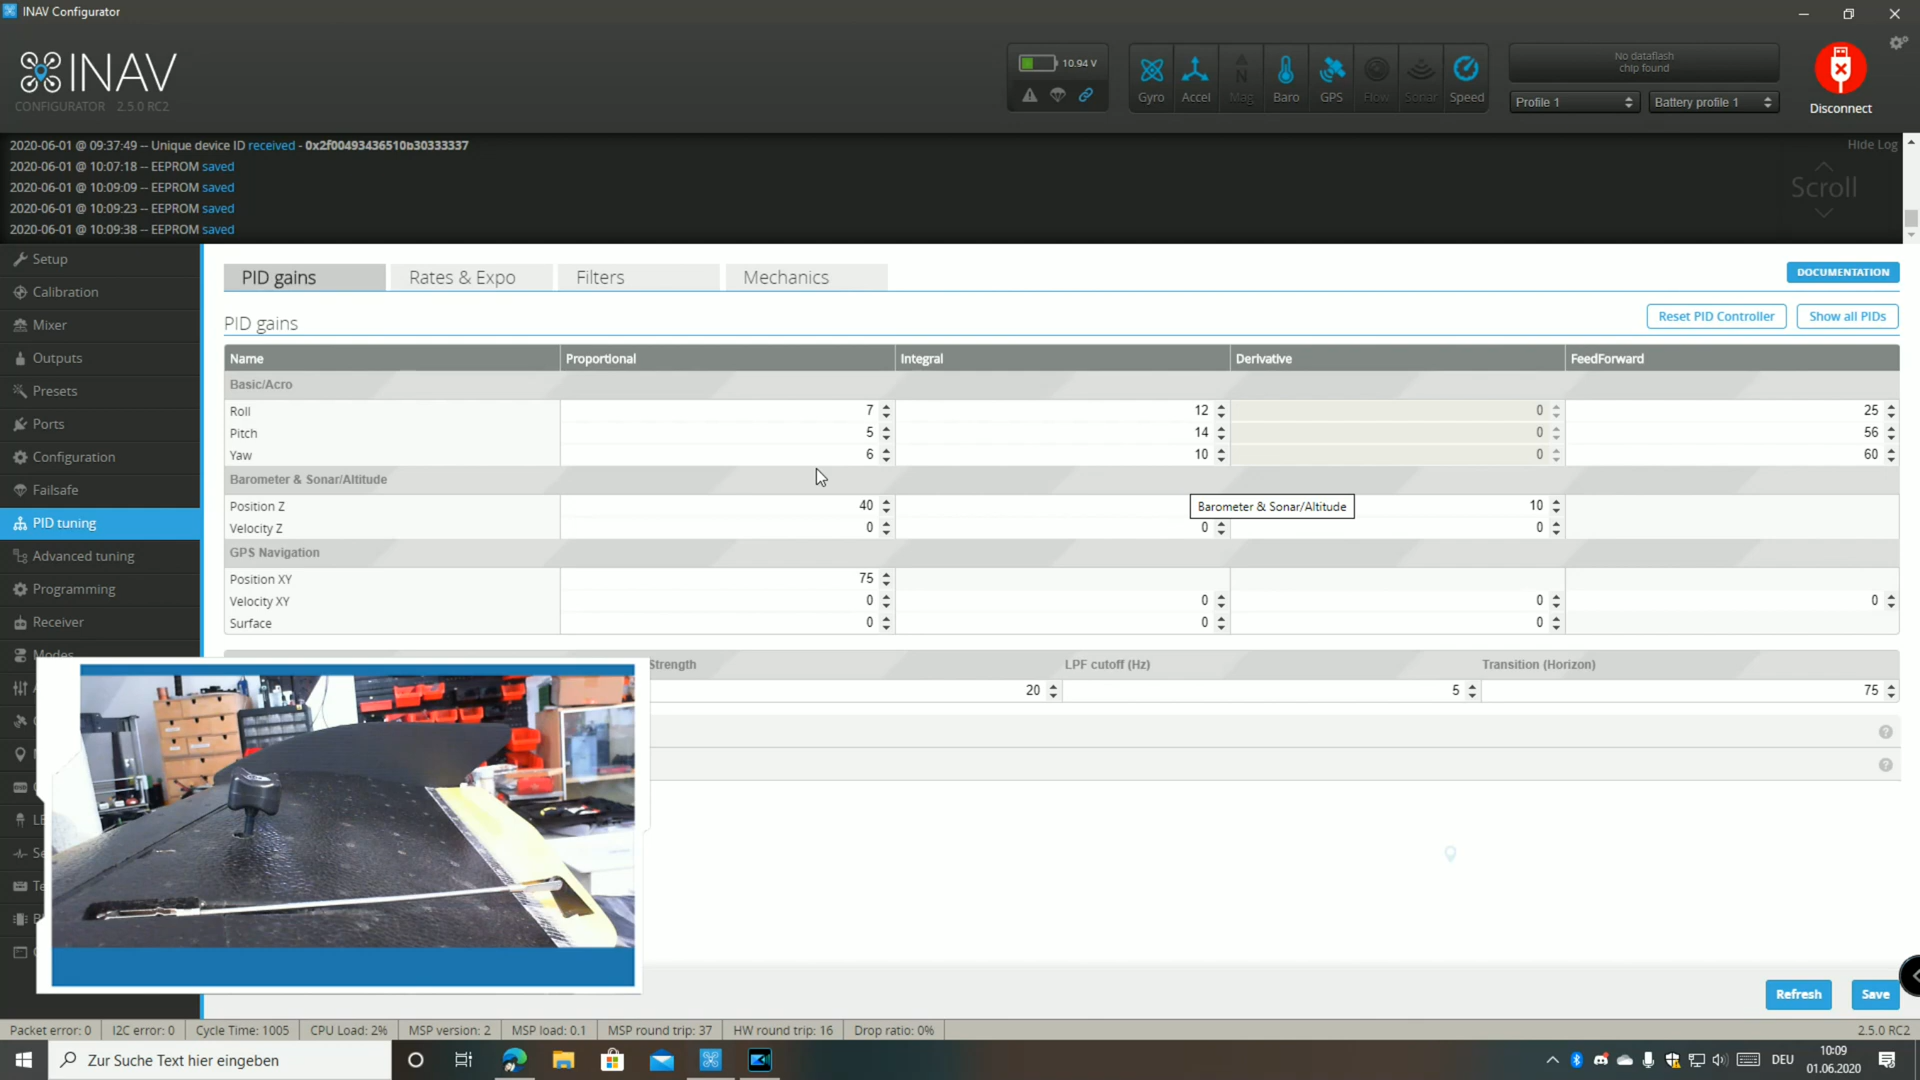 INAV Configurator
INAV
CONFIGURATOR 2.5.0 RC2
10.94 V
Gyro Accel Mag Baro GPS Flow Sonar Speed
No dataflash
chip found
Profile 1
Battery profile 1
Disconnect
2020-06-01 @ 09:37:49 -- Unique device ID received - 0x2f00493436510b30333337
2020-06-01 @ 10:07:18 -- EEPROM saved
2020-06-01 @ 10:09:09 -- EEPROM saved
2020-06-01 @ 10:09:23 -- EEPROM saved
2020-06-01 @ 10:09:38 -- EEPROM saved
Hide Log
Scroll
Setup
Calibration
Mixer
Outputs
Presets
Ports
Configuration
Failsafe
PID tuning
Advanced tuning
Programming
Receiver
Modes
PID gains
Rates & Expo
Filters
Mechanics
DOCUMENTATION
PID gains
Reset PID Controller
Show all PIDs
Name Proportional Integral Derivative FeedForward
Basic/Acro
Roll 7 12 0 25
Pitch 5 14 0 56
Yaw 6 10 0 60
Barometer & Sonar/Altitude
Position Z 40 10
Barometer & Sonar/Altitude
Velocity Z 0 0 0
GPS Navigation
Position XY 75
Velocity XY 0 0 0 0
Surface 0 0 0
Strength LPF cutoff (Hz) Transition (Horizon)
20 5 75
Refresh
Save
Packet error: 0 I2C error: 0 Cycle Time: 1005 CPU Load: 2% MSP version: 2 MSP load: 0.1 MSP round trip: 37 HW round trip: 16 Drop ratio: 0% 2.5.0 RC2
Zur Suche Text hier eingeben
DEU
10:09
01.06.2020